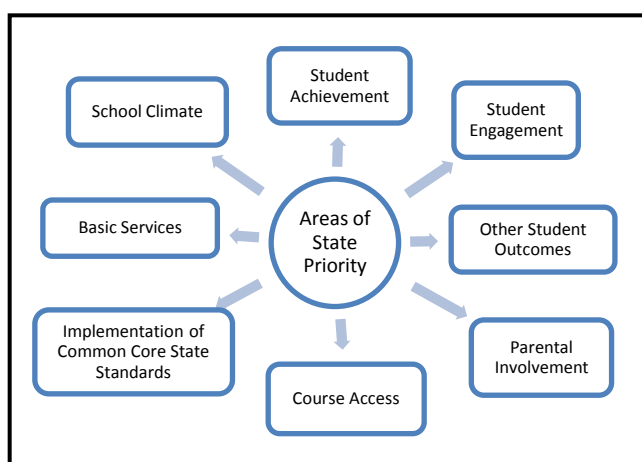 Student
Achievement
School Climate
Student
Engagement
Basic Services
Areas of
State
Priority
Other Student
Outcomes
Implementation of
Common Core State
Standards
Parental
Involvement
Course Access